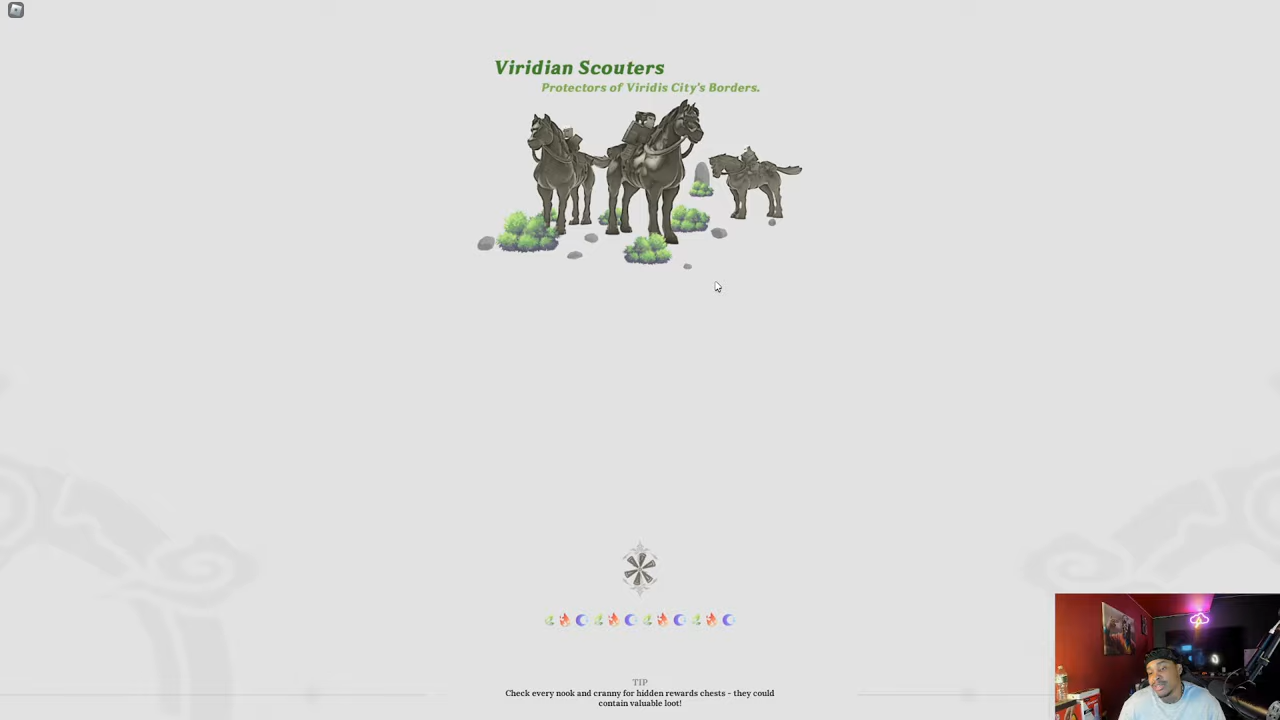 Viridian Scouters
Protectors of Viridis City's Borders.
TIP
Check every nook and cranny for hidden rewards chests - they could
contain valuable loot!